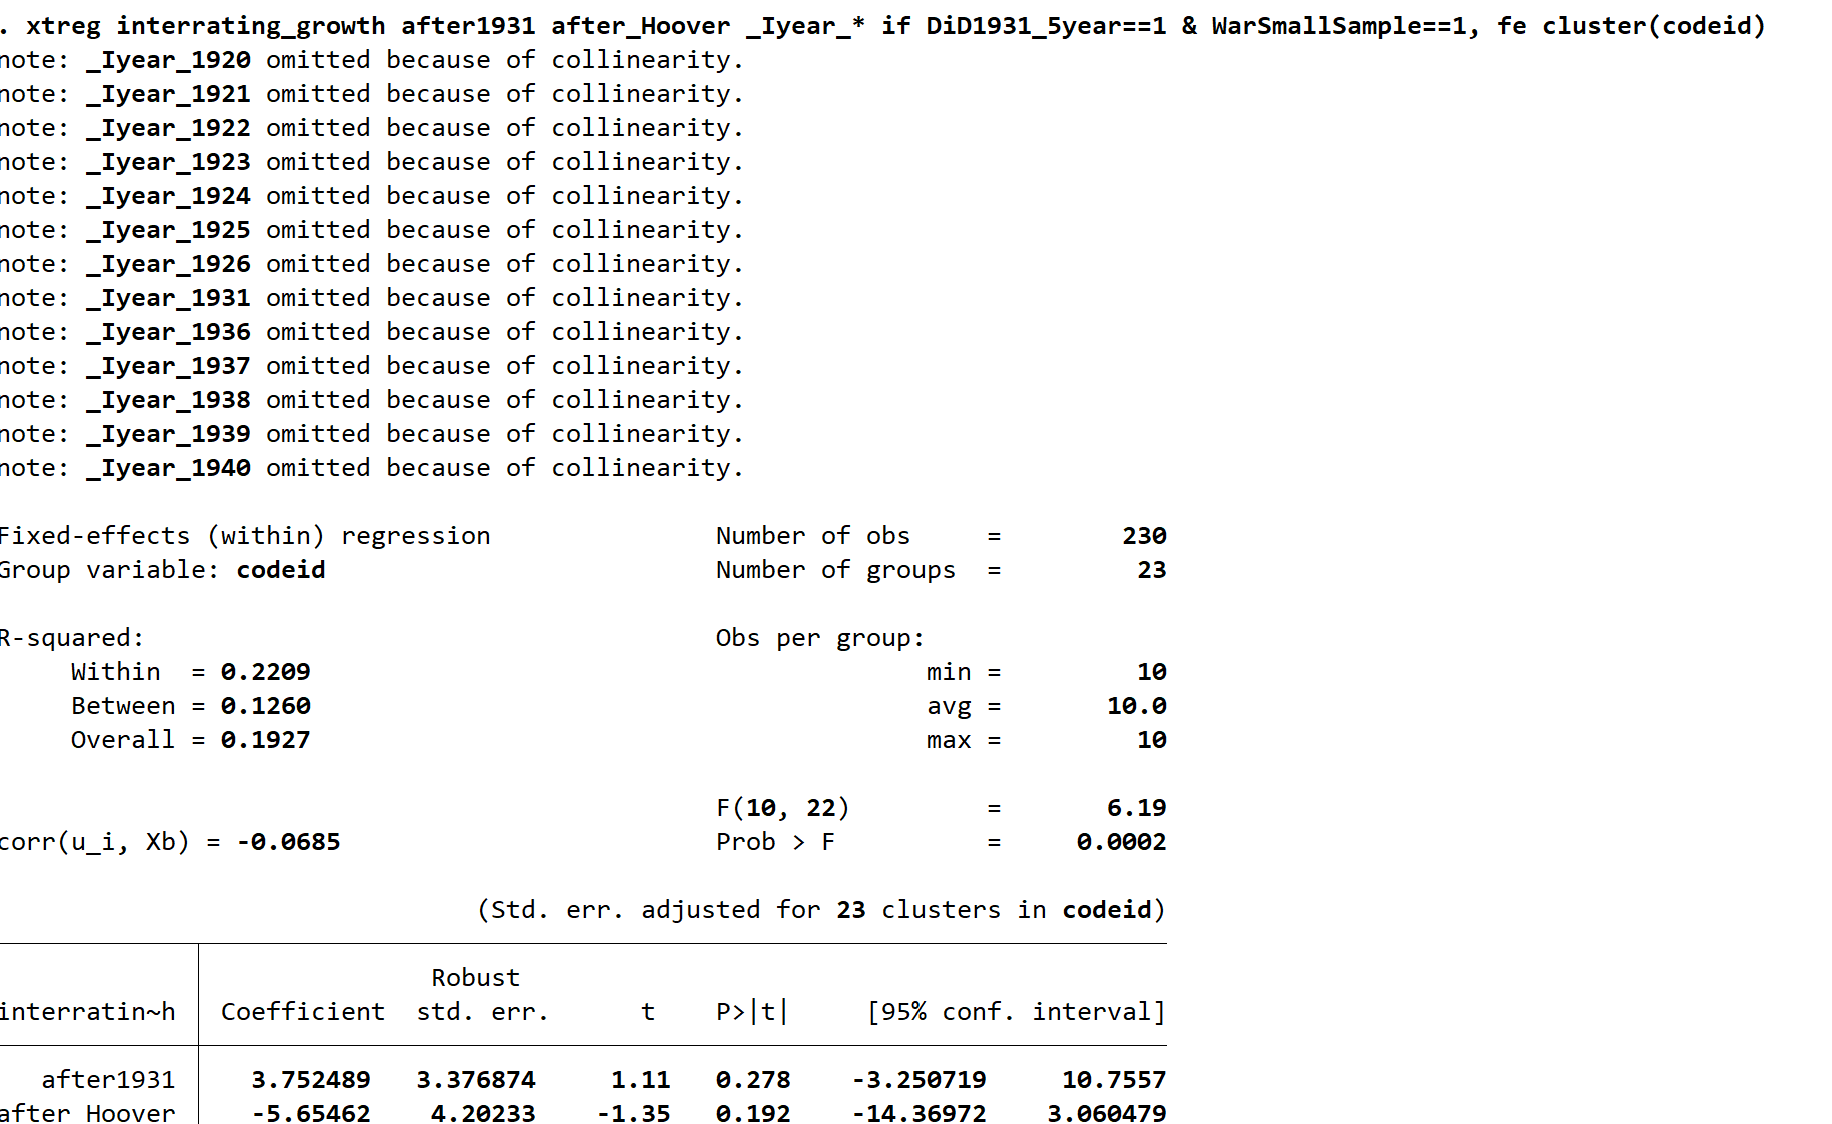 . xtreg interrating_growth after1931 after_Hoover _Iyear_* if DiD1931_5year==1 & WarSmallSample==1, fe cluster(codeid)
note: _Iyear_1920 omitted because of collinearity.
note: _Iyear_1921 omitted because of collinearity.
note: _Iyear_1922 omitted because of collinearity.
note: _Iyear_1923 omitted because of collinearity.
note: _Iyear_1924 omitted because of collinearity.
note: _Iyear_1925 omitted because of collinearity.
note: _Iyear_1926 omitted because of collinearity.
note: _Iyear_1931 omitted because of collinearity.
note: _Iyear_1936 omitted because of collinearity.
note: _Iyear_1937 omitted because of collinearity.
note: _Iyear_1938 omitted because of collinearity.
note: _Iyear_1939 omitted because of collinearity.
note: _Iyear_1940 omitted because of collinearity.
Fixed-effects (within) regression Number of obs = 230
Group variable: codeid Number of groups = 23
R-squared: Obs per group:
Within = 0.2209 min = 10
Between = 0.1260 avg = 10.0
Overall = 0.1927 max = 10
F(10, 22) = 6.19
corr(u_i, Xb) = -0.0685 Prob > F = 0.0002
(Std. err. adjusted for 23 clusters in codeid)
Robust
interratin~h Coefficient std. err. t P>|t| [95% conf. interval]
after1931 3.752489 3.376874 1.11 0.278 -3.250719 10.7557
after Hoover -5.65462 4.20233 -1.35 0.192 -14.36972 3.060479